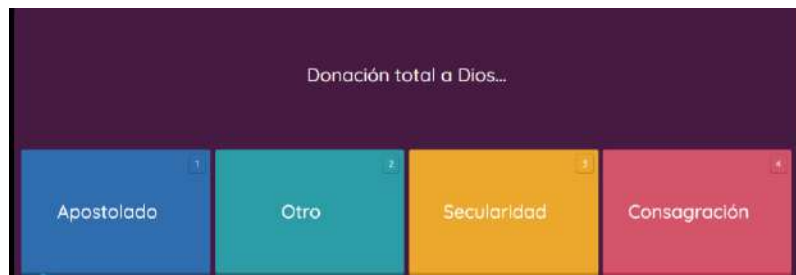 Donación total a Dios...
1
2
3
4
Apostolado
Otro
Secularidad
Consagración